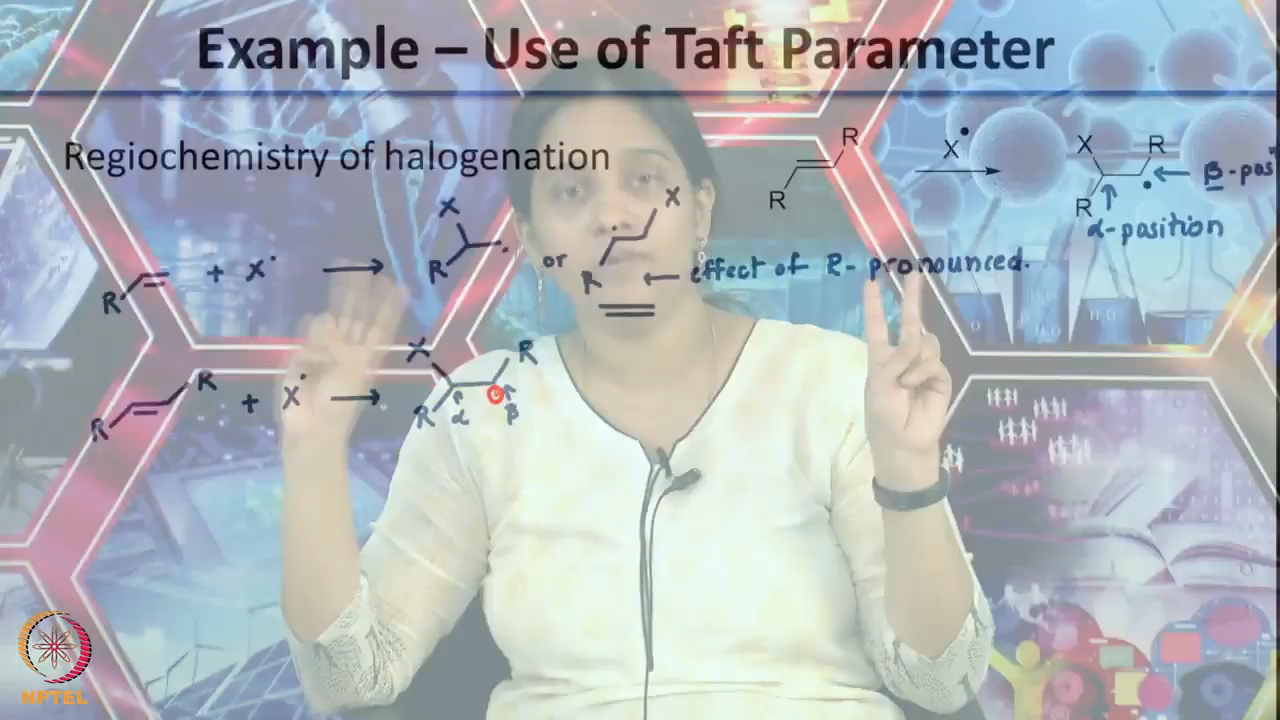 Example – Use of Taft Parameter
Regiochemistry of halogenation
R
X•
X
R
R
R
β-pos
α-position
R + X• → X R • or R X ← effect of R- pronounced.
R R + X• → X R R α β
NPTEL